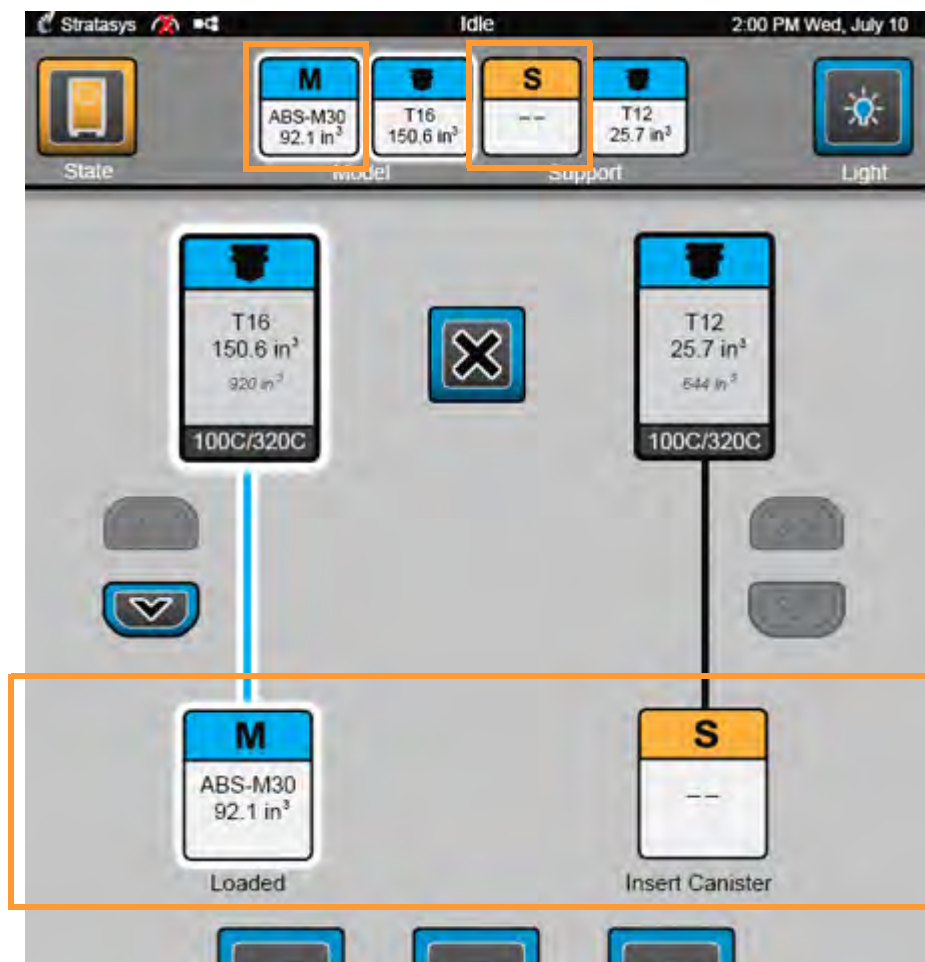 Stratasys Idle 2:00 PM Wed, July 10
M S
ABS-M30 T16 -- T12
92.1 in³ 150.6 in³ 25.7 in³
State Model Support Light
T16 T12
150.6 in³ 25.7 in³
920 in³ 644 in³
100C/320C 100C/320C
M S
ABS-M30 --
92.1 in³
Loaded Insert Canister